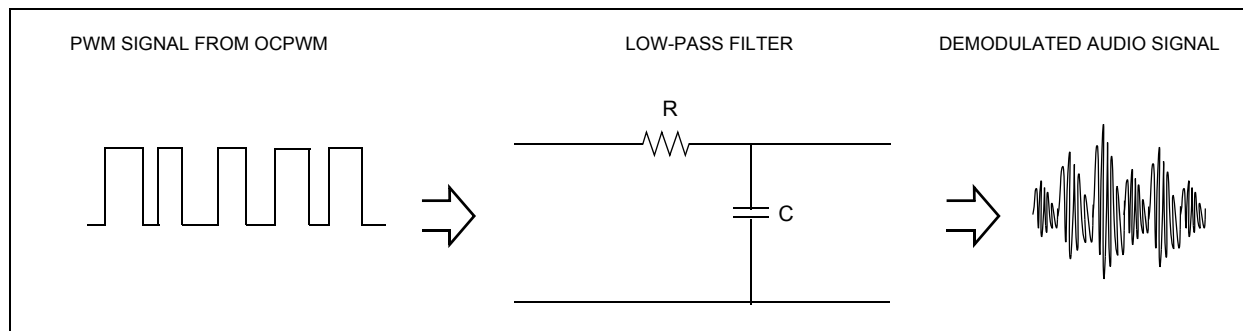 PWM SIGNAL FROM OCPWM
LOW-PASS FILTER
DEMODULATED AUDIO SIGNAL
R
C